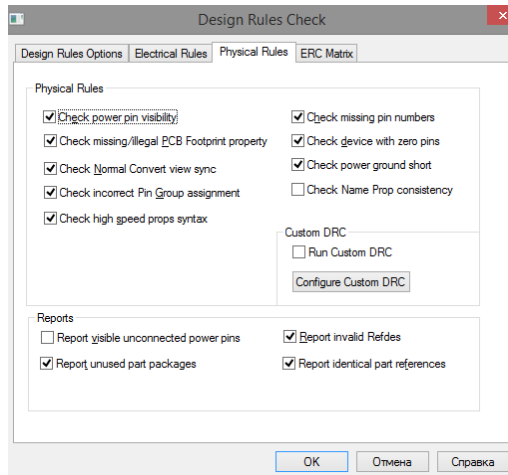 Design Rules Check
Design Rules Options Electrical Rules Physical Rules ERC Matrix
Physical Rules
Check power pin visibility
Check missing/illegal PCB Footprint property
Check Normal Convert view sync
Check incorrect Pin Group assignment
Check high speed props syntax
Check missing pin numbers
Check device with zero pins
Check power ground short
Check Name Prop consistency
Custom DRC
Run Custom DRC
Configure Custom DRC
Reports
Report visible unconnected power pins
Report unused part packages
Report invalid Refdes
Report identical part references
OK Отмена Справка